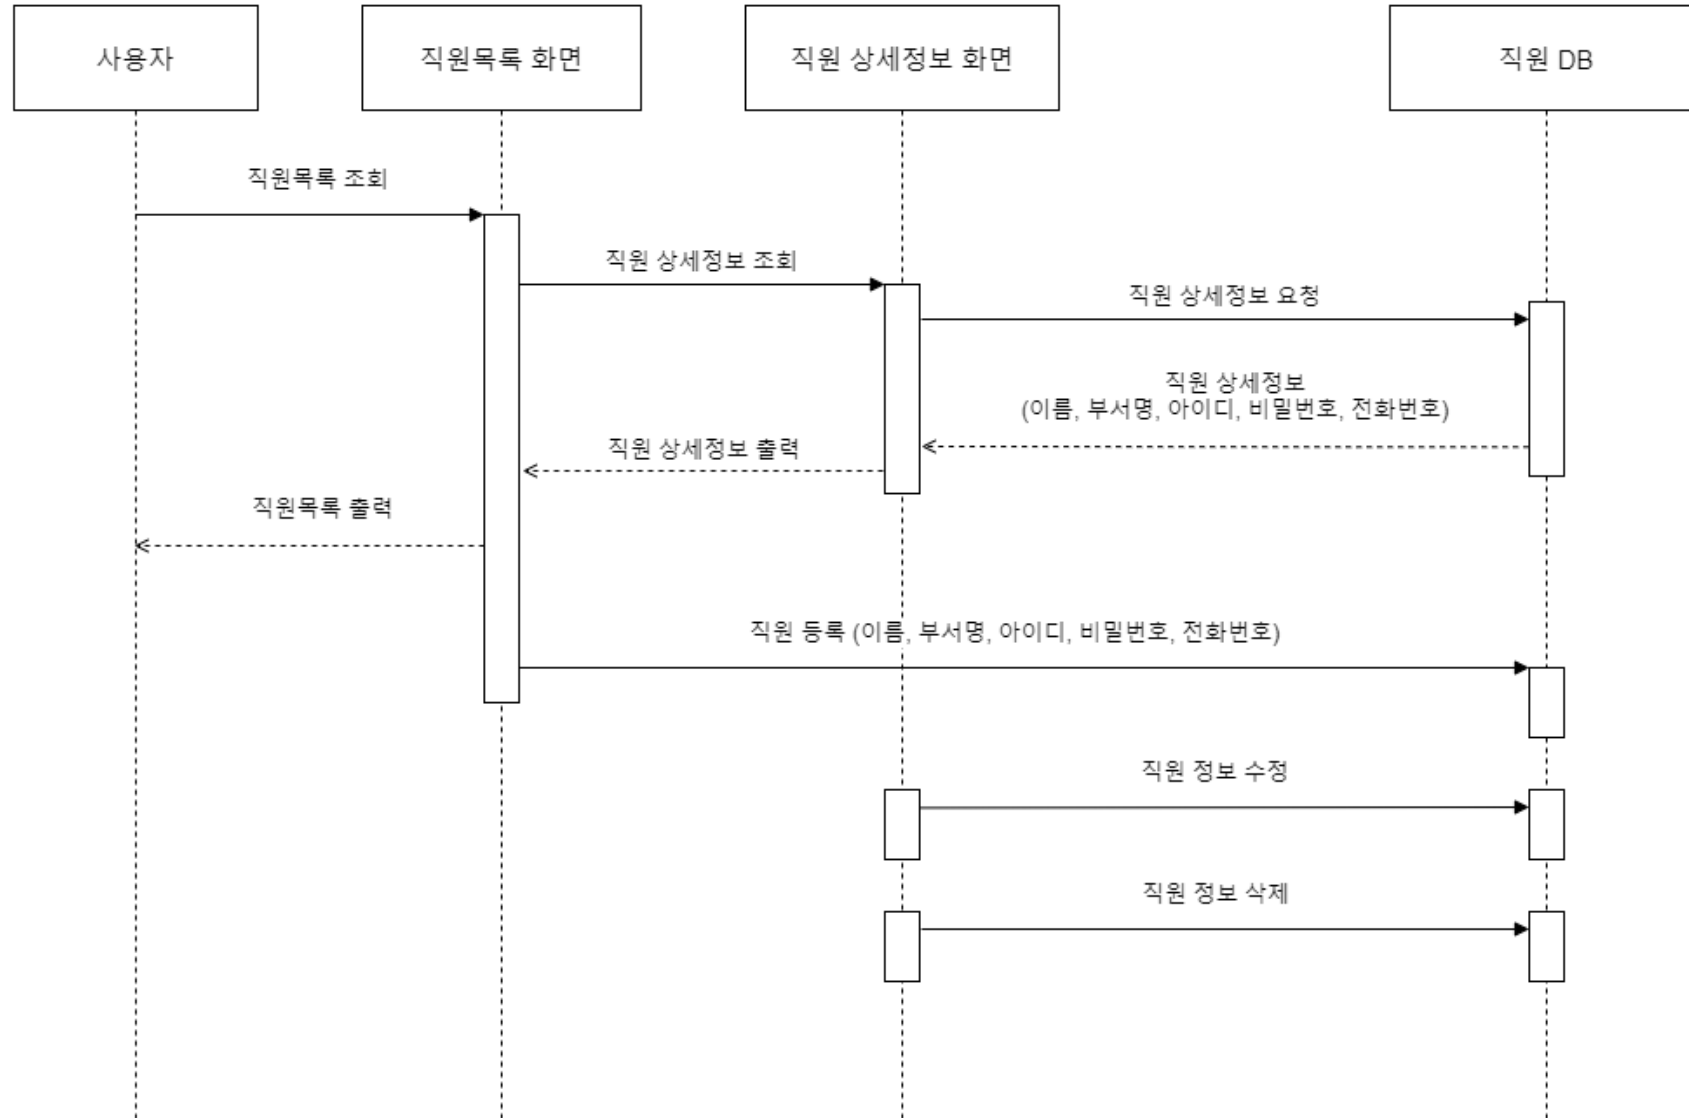 사용자
직원목록 화면
직원 상세정보 화면
직원 DB
직원목록 조회
직원 상세정보 조회
직원 상세정보 요청
직원 상세정보
(이름, 부서명, 아이디, 비밀번호, 전화번호)
직원 상세정보 출력
직원목록 출력
직원 등록 (이름, 부서명, 아이디, 비밀번호, 전화번호)
직원 정보 수정
직원 정보 삭제